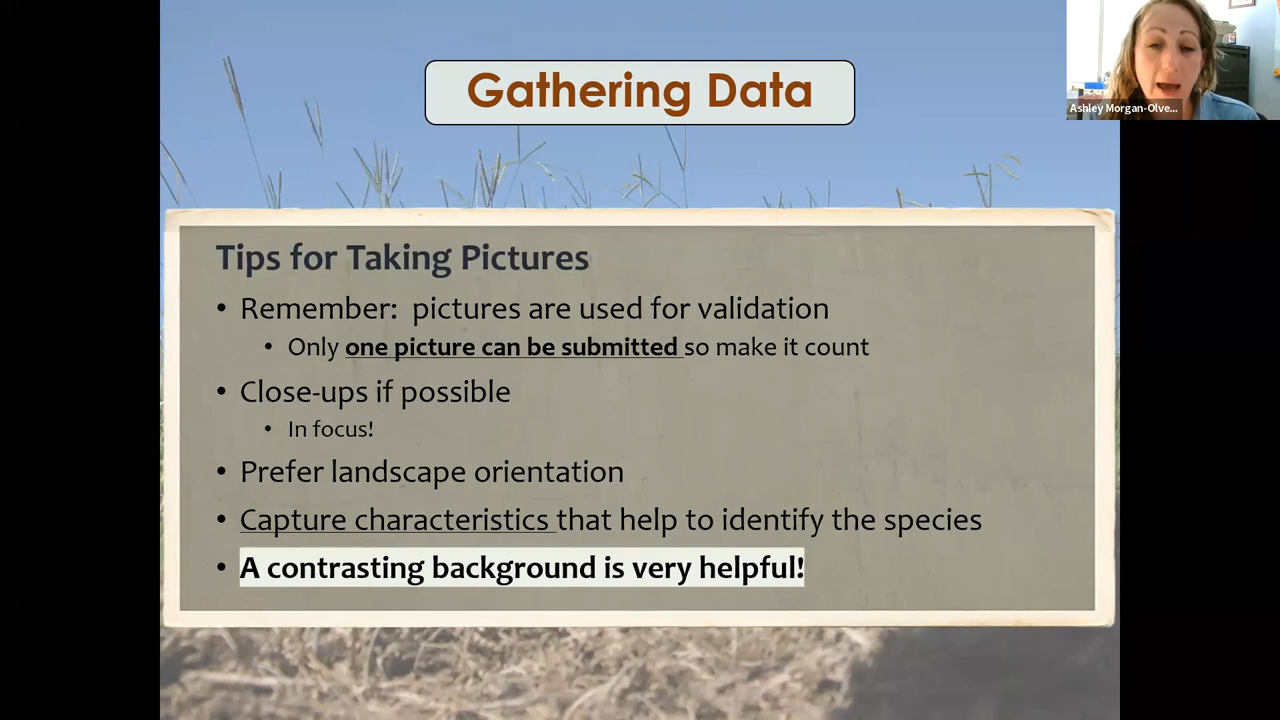 Gathering Data
Ashley Morgan-Olve...
Tips for Taking Pictures
• Remember:  pictures are used for validation
• Only one picture can be submitted so make it count
• Close-ups if possible
• In focus!
• Prefer landscape orientation
• Capture characteristics that help to identify the species
• A contrasting background is very helpful!